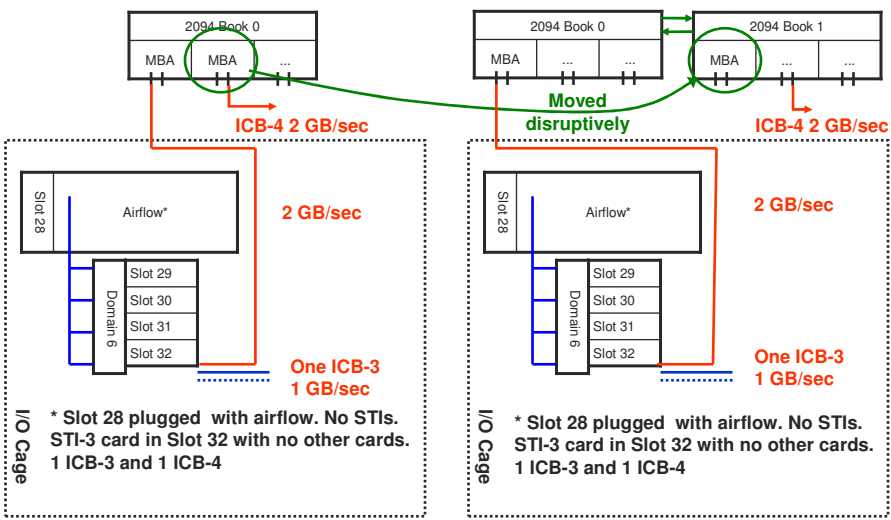 2094 Book 0
MBA
MBA
...
ICB-4 2 GB/sec
2094 Book 0
MBA
...
...
2094 Book 1
MBA
...
...
Moved
disruptively
ICB-4 2 GB/sec
Slot 28
Airflow*
2 GB/sec
Domain 6
Slot 29
Slot 30
Slot 31
Slot 32
One ICB-3
1 GB/sec
I/O Cage
* Slot 28 plugged with airflow. No STIs.
STI-3 card in Slot 32 with no other cards.
1 ICB-3 and 1 ICB-4
Slot 28
Airflow*
2 GB/sec
Domain 6
Slot 29
Slot 30
Slot 31
Slot 32
One ICB-3
1 GB/sec
I/O Cage
* Slot 28 plugged with airflow. No STIs.
STI-3 card in Slot 32 with no other cards.
1 ICB-3 and 1 ICB-4